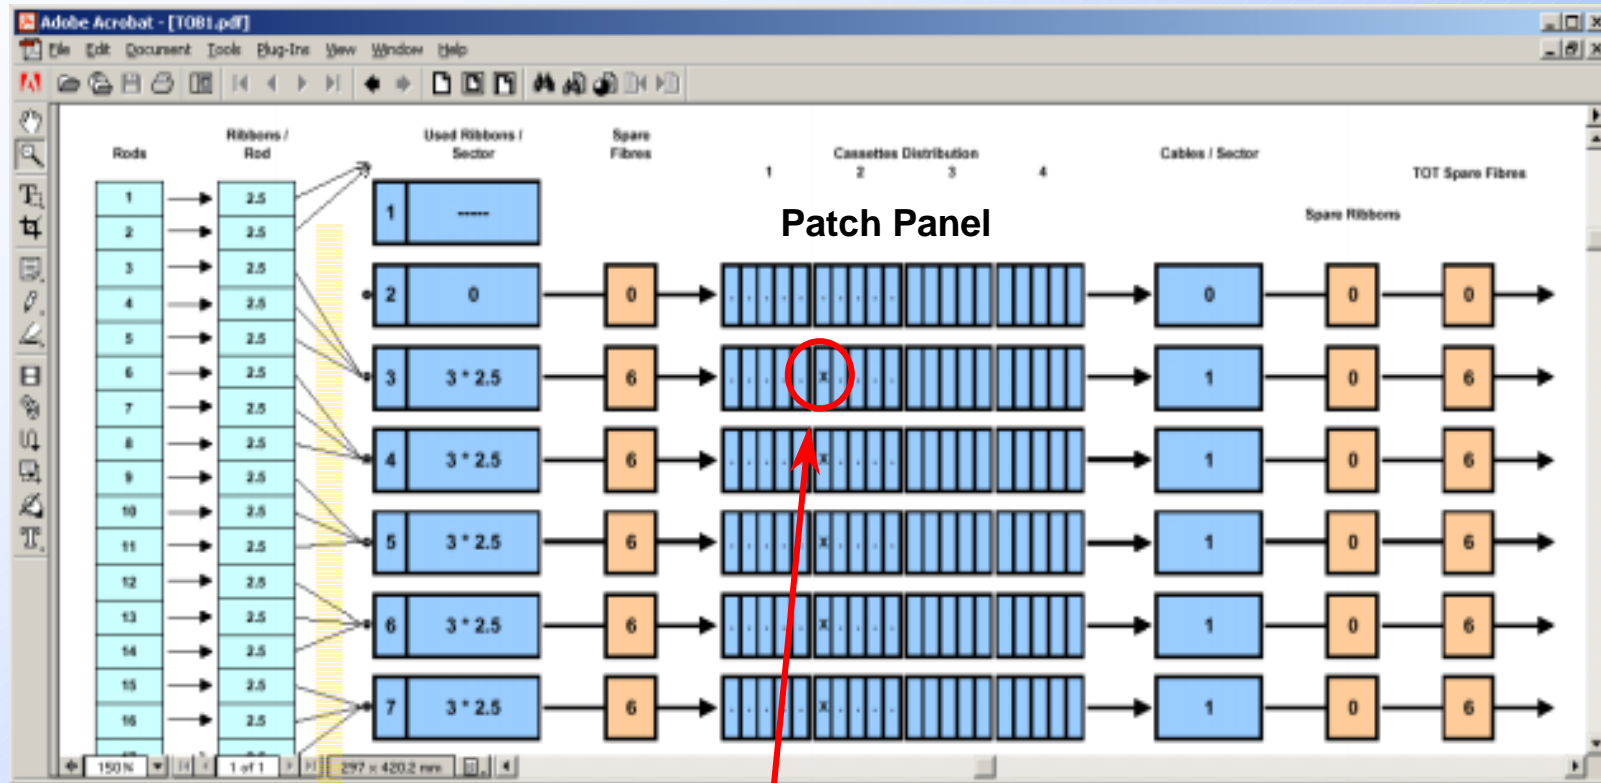 Adobe Acrobat - [TOB1.pdf]
File Edit Document Tools Plug-Ins View Window Help
Rods
Ribbons / Rod
Used Ribbons / Sector
Spare Fibres
Cassettes Distribution
1 2 3 4
Cables / Sector
Spare Ribbons
TOT Spare Fibres
Patch Panel
1 2.5
2 2.5
3 2.5
4 2.5
5 2.5
6 2.5
7 2.5
8 2.5
9 2.5
10 2.5
11 2.5
12 2.5
13 2.5
14 2.5
15 2.5
16 2.5
1 -----
2 0 0 . . . . . . . . . . 0 0 0
3 3 * 2.5 6 . . . . . x . . . . 1 0 6
4 3 * 2.5 6 . . . . . x . . . . 1 0 6
5 3 * 2.5 6 . . . . . x . . . . 1 0 6
6 3 * 2.5 6 . . . . . x . . . . 1 0 6
7 3 * 2.5 6 . . . . . x . . . . 1 0 6
150% 1 of 1 297 x 420.2 mm